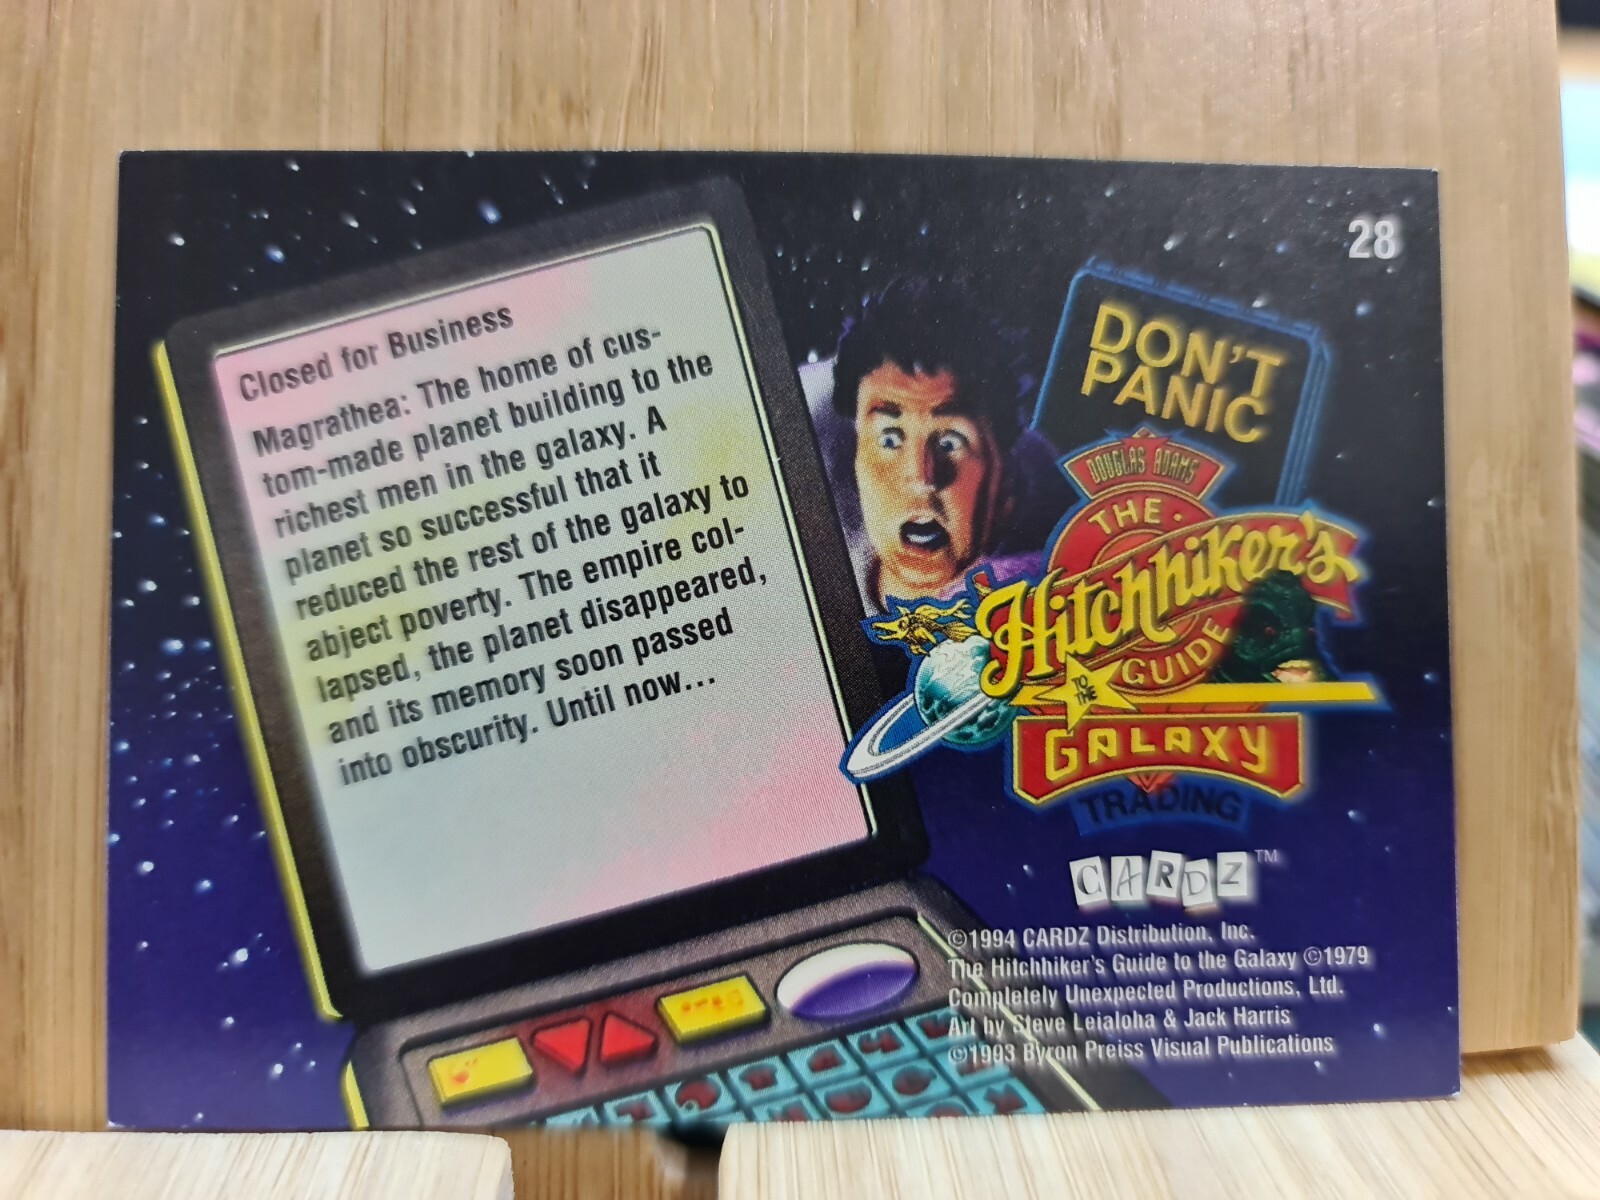 28
Closed for Business
Magrathea: The home of cus-
tom-made planet building to the
richest men in the galaxy. A
planet so successful that it
reduced the rest of the galaxy to
abject poverty. The empire col-
lapsed, the planet disappeared,
and its memory soon passed
into obscurity. Until now...
DON'T
PANIC
DOUGLAS ADAMS
THE
Hitchhiker's
GUIDE
TO
THE
GALAXY
TRADING
CARDZ™
©1994 CARDZ Distribution, Inc.
The Hitchhiker's Guide to the Galaxy ©1979
Completely Unexpected Productions, Ltd.
Art by Steve Leialoha & Jack Harris
©1993 Byron Preiss Visual Publications